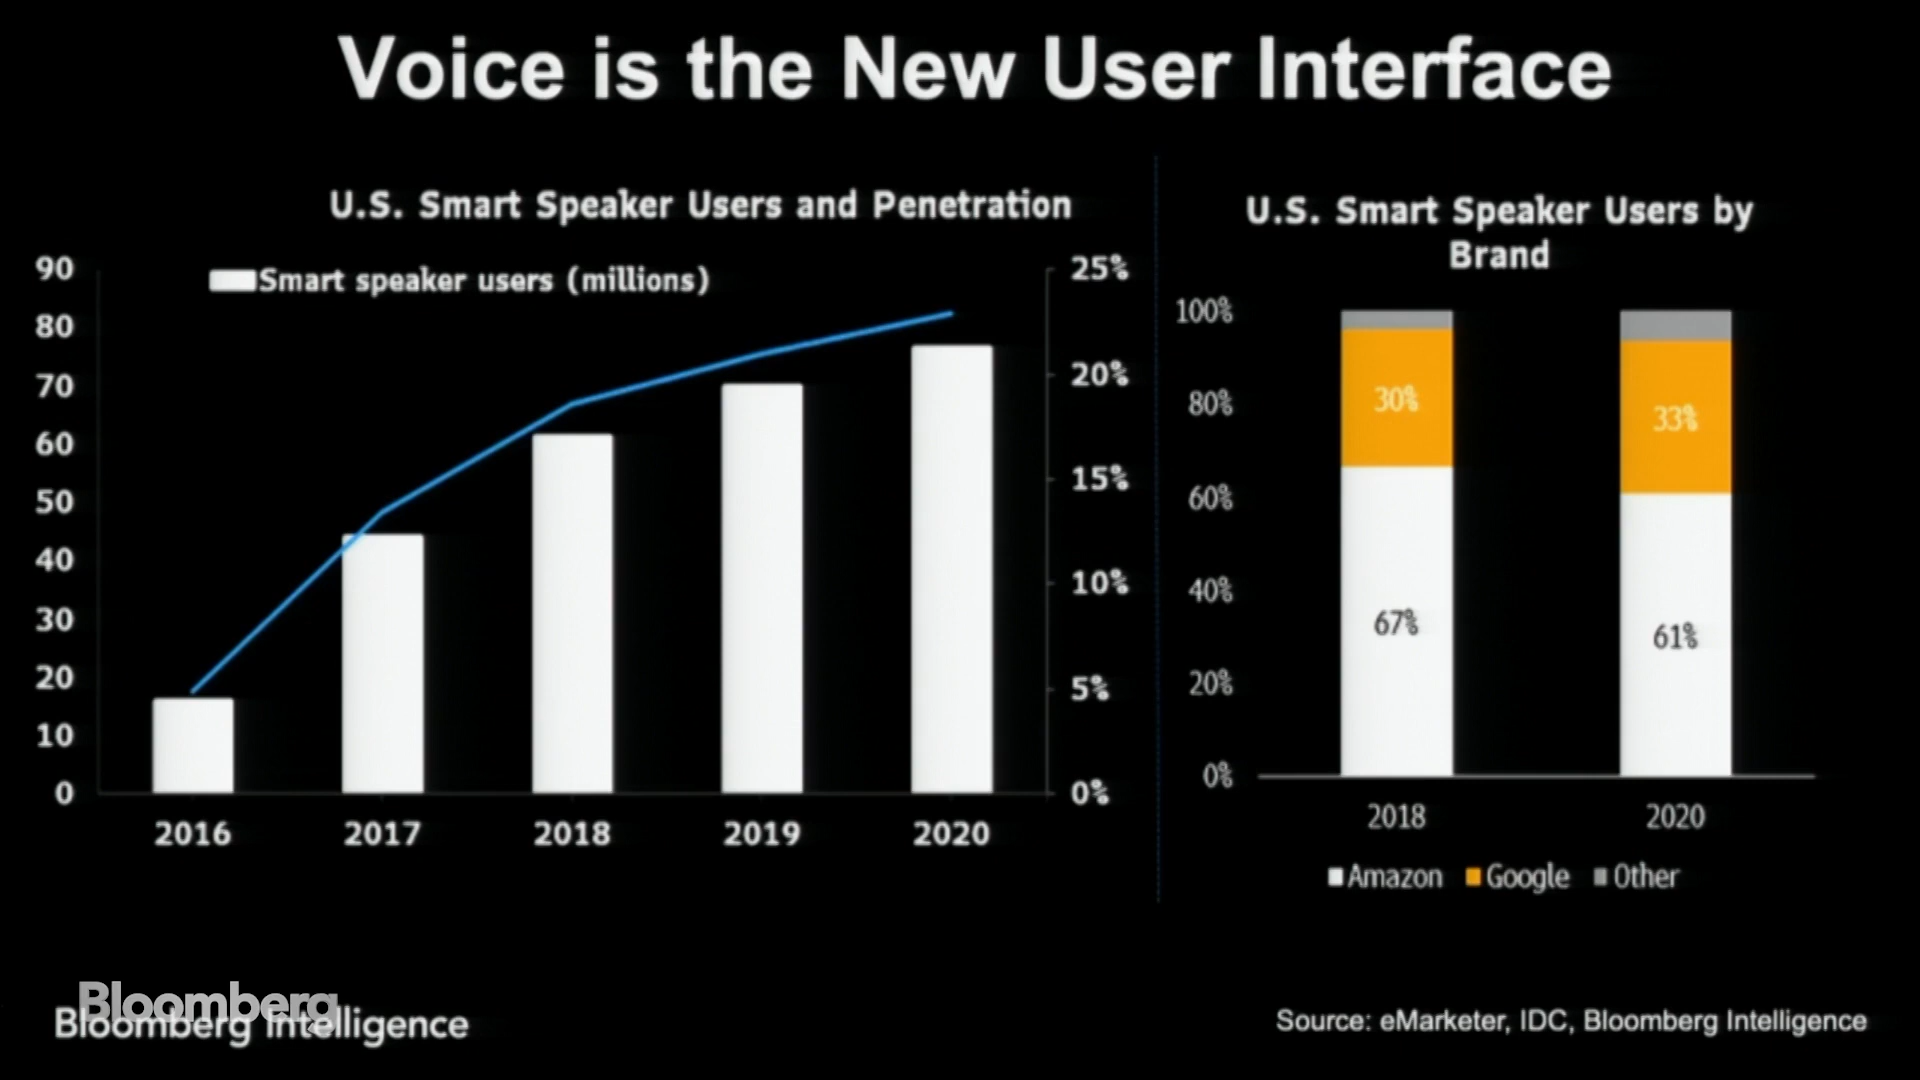 Voice is the New User Interface
U.S. Smart Speaker Users and Penetration
Smart speaker users (millions)
90
80
70
60
50
40
30
20
10
0
25%
20%
15%
10%
5%
0%
2016 2017 2018 2019 2020
U.S. Smart Speaker Users by
Brand
100%
80%
60%
40%
20%
0%
30%
67%
33%
61%
2018 2020
Amazon Google Other
Bloomberg
Bloomberg Intelligence
Source: eMarketer, IDC, Bloomberg Intelligence